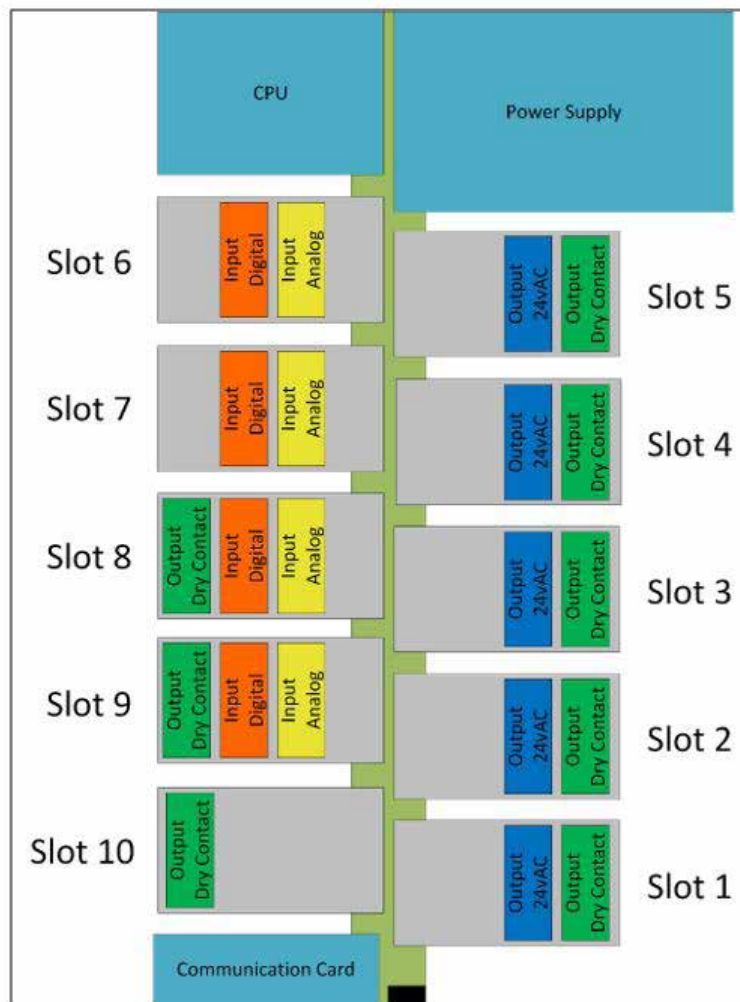 CPU
Power Supply
Slot 6
Input
Digital
Input
Analog
Slot 7
Input
Digital
Input
Analog
Slot 8
Output
Dry Contact
Input
Digital
Input
Analog
Slot 9
Output
Dry Contact
Input
Digital
Input
Analog
Slot 10
Output
Dry Contact
Communication Card
Output
24vAC
Output
Dry Contact
Slot 5
Output
24vAC
Output
Dry Contact
Slot 4
Output
24vAC
Output
Dry Contact
Slot 3
Output
24vAC
Output
Dry Contact
Slot 2
Output
24vAC
Output
Dry Contact
Slot 1